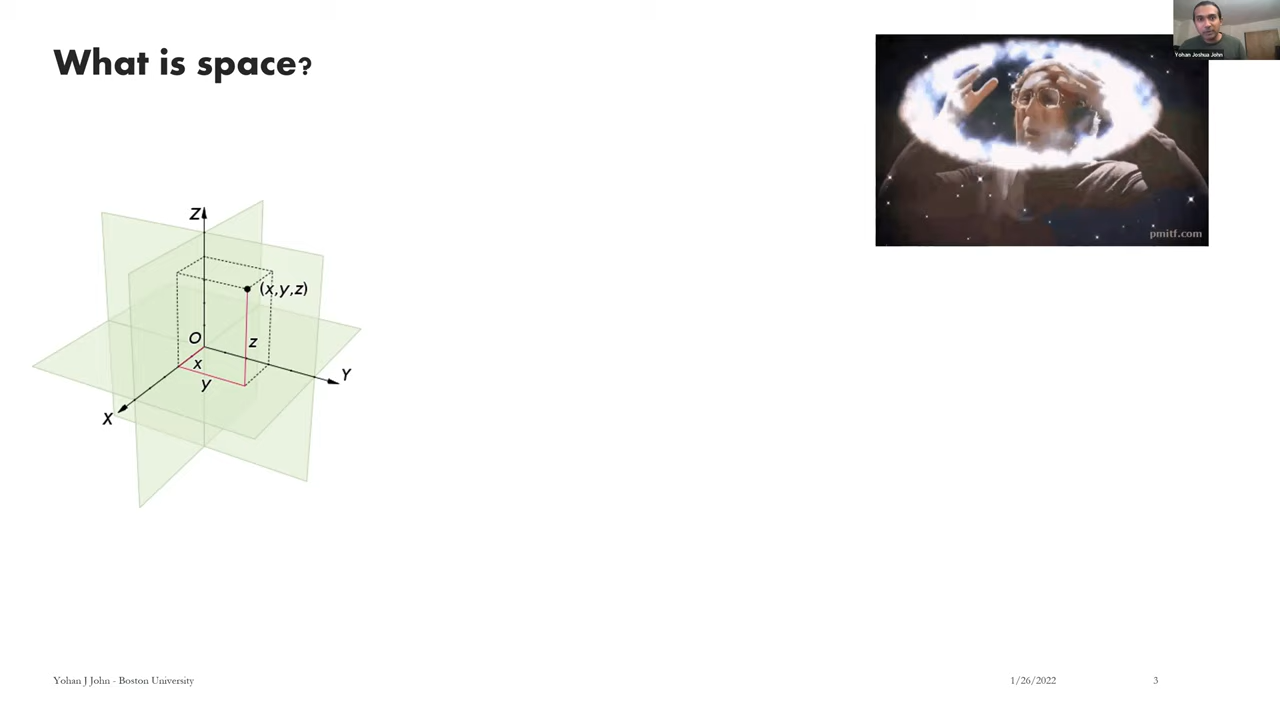 What is space?
Yohan Joshua John
pmitf.com
Z
(x,y,z)
O
z
x
Y
y
X
Yohan J John - Boston University
1/26/2022
3